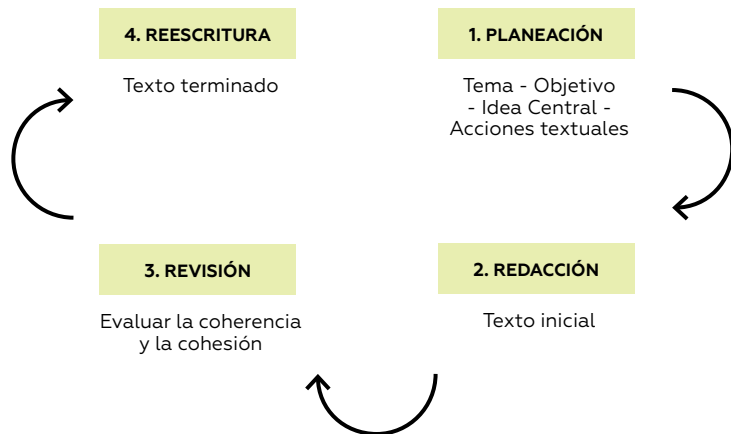 4. REESCRITURA
Texto terminado
1. PLANEACIÓN
Tema - Objetivo
- Idea Central -
Acciones textuales
3. REVISIÓN
Evaluar la coherencia
y la cohesión
2. REDACCIÓN
Texto inicial